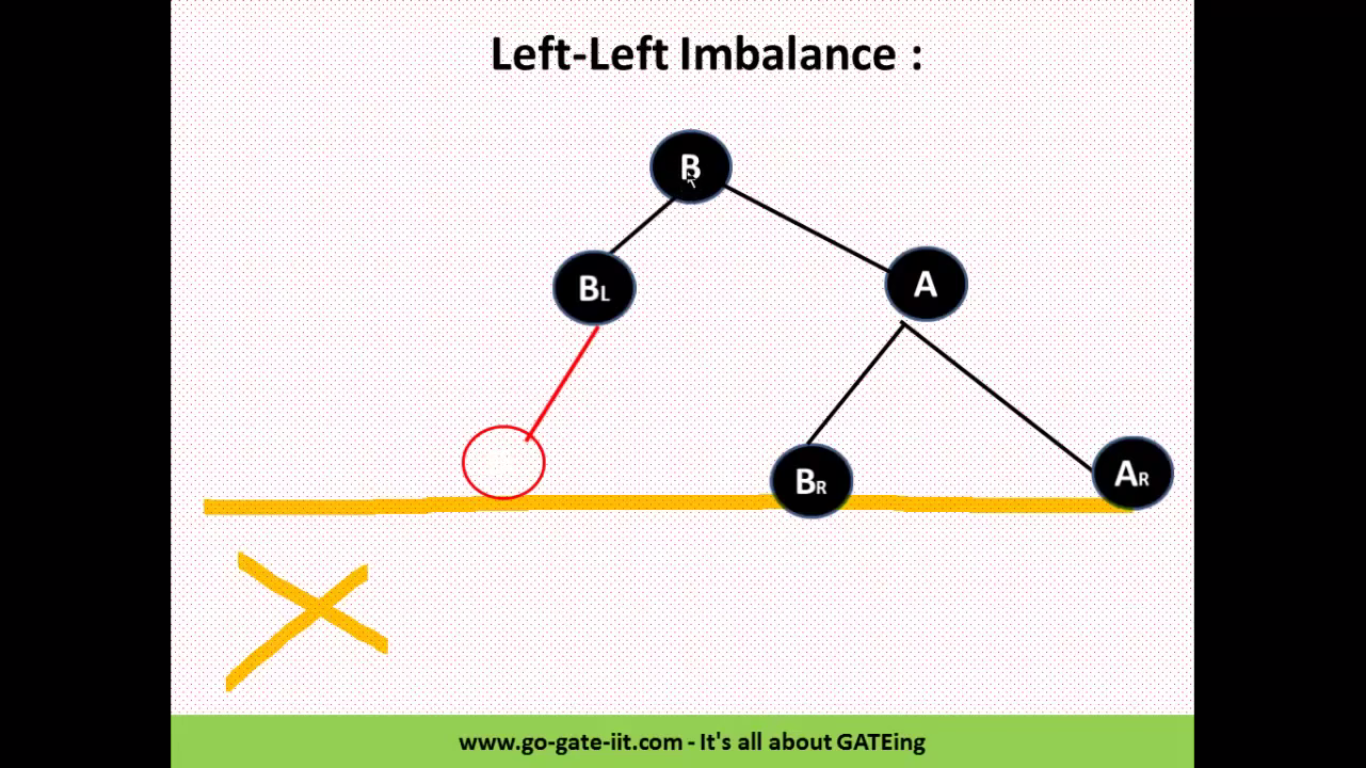 Left-Left Imbalance :
B
BL
A
BR
AR
www.go-gate-iit.com - It's all about GATEing